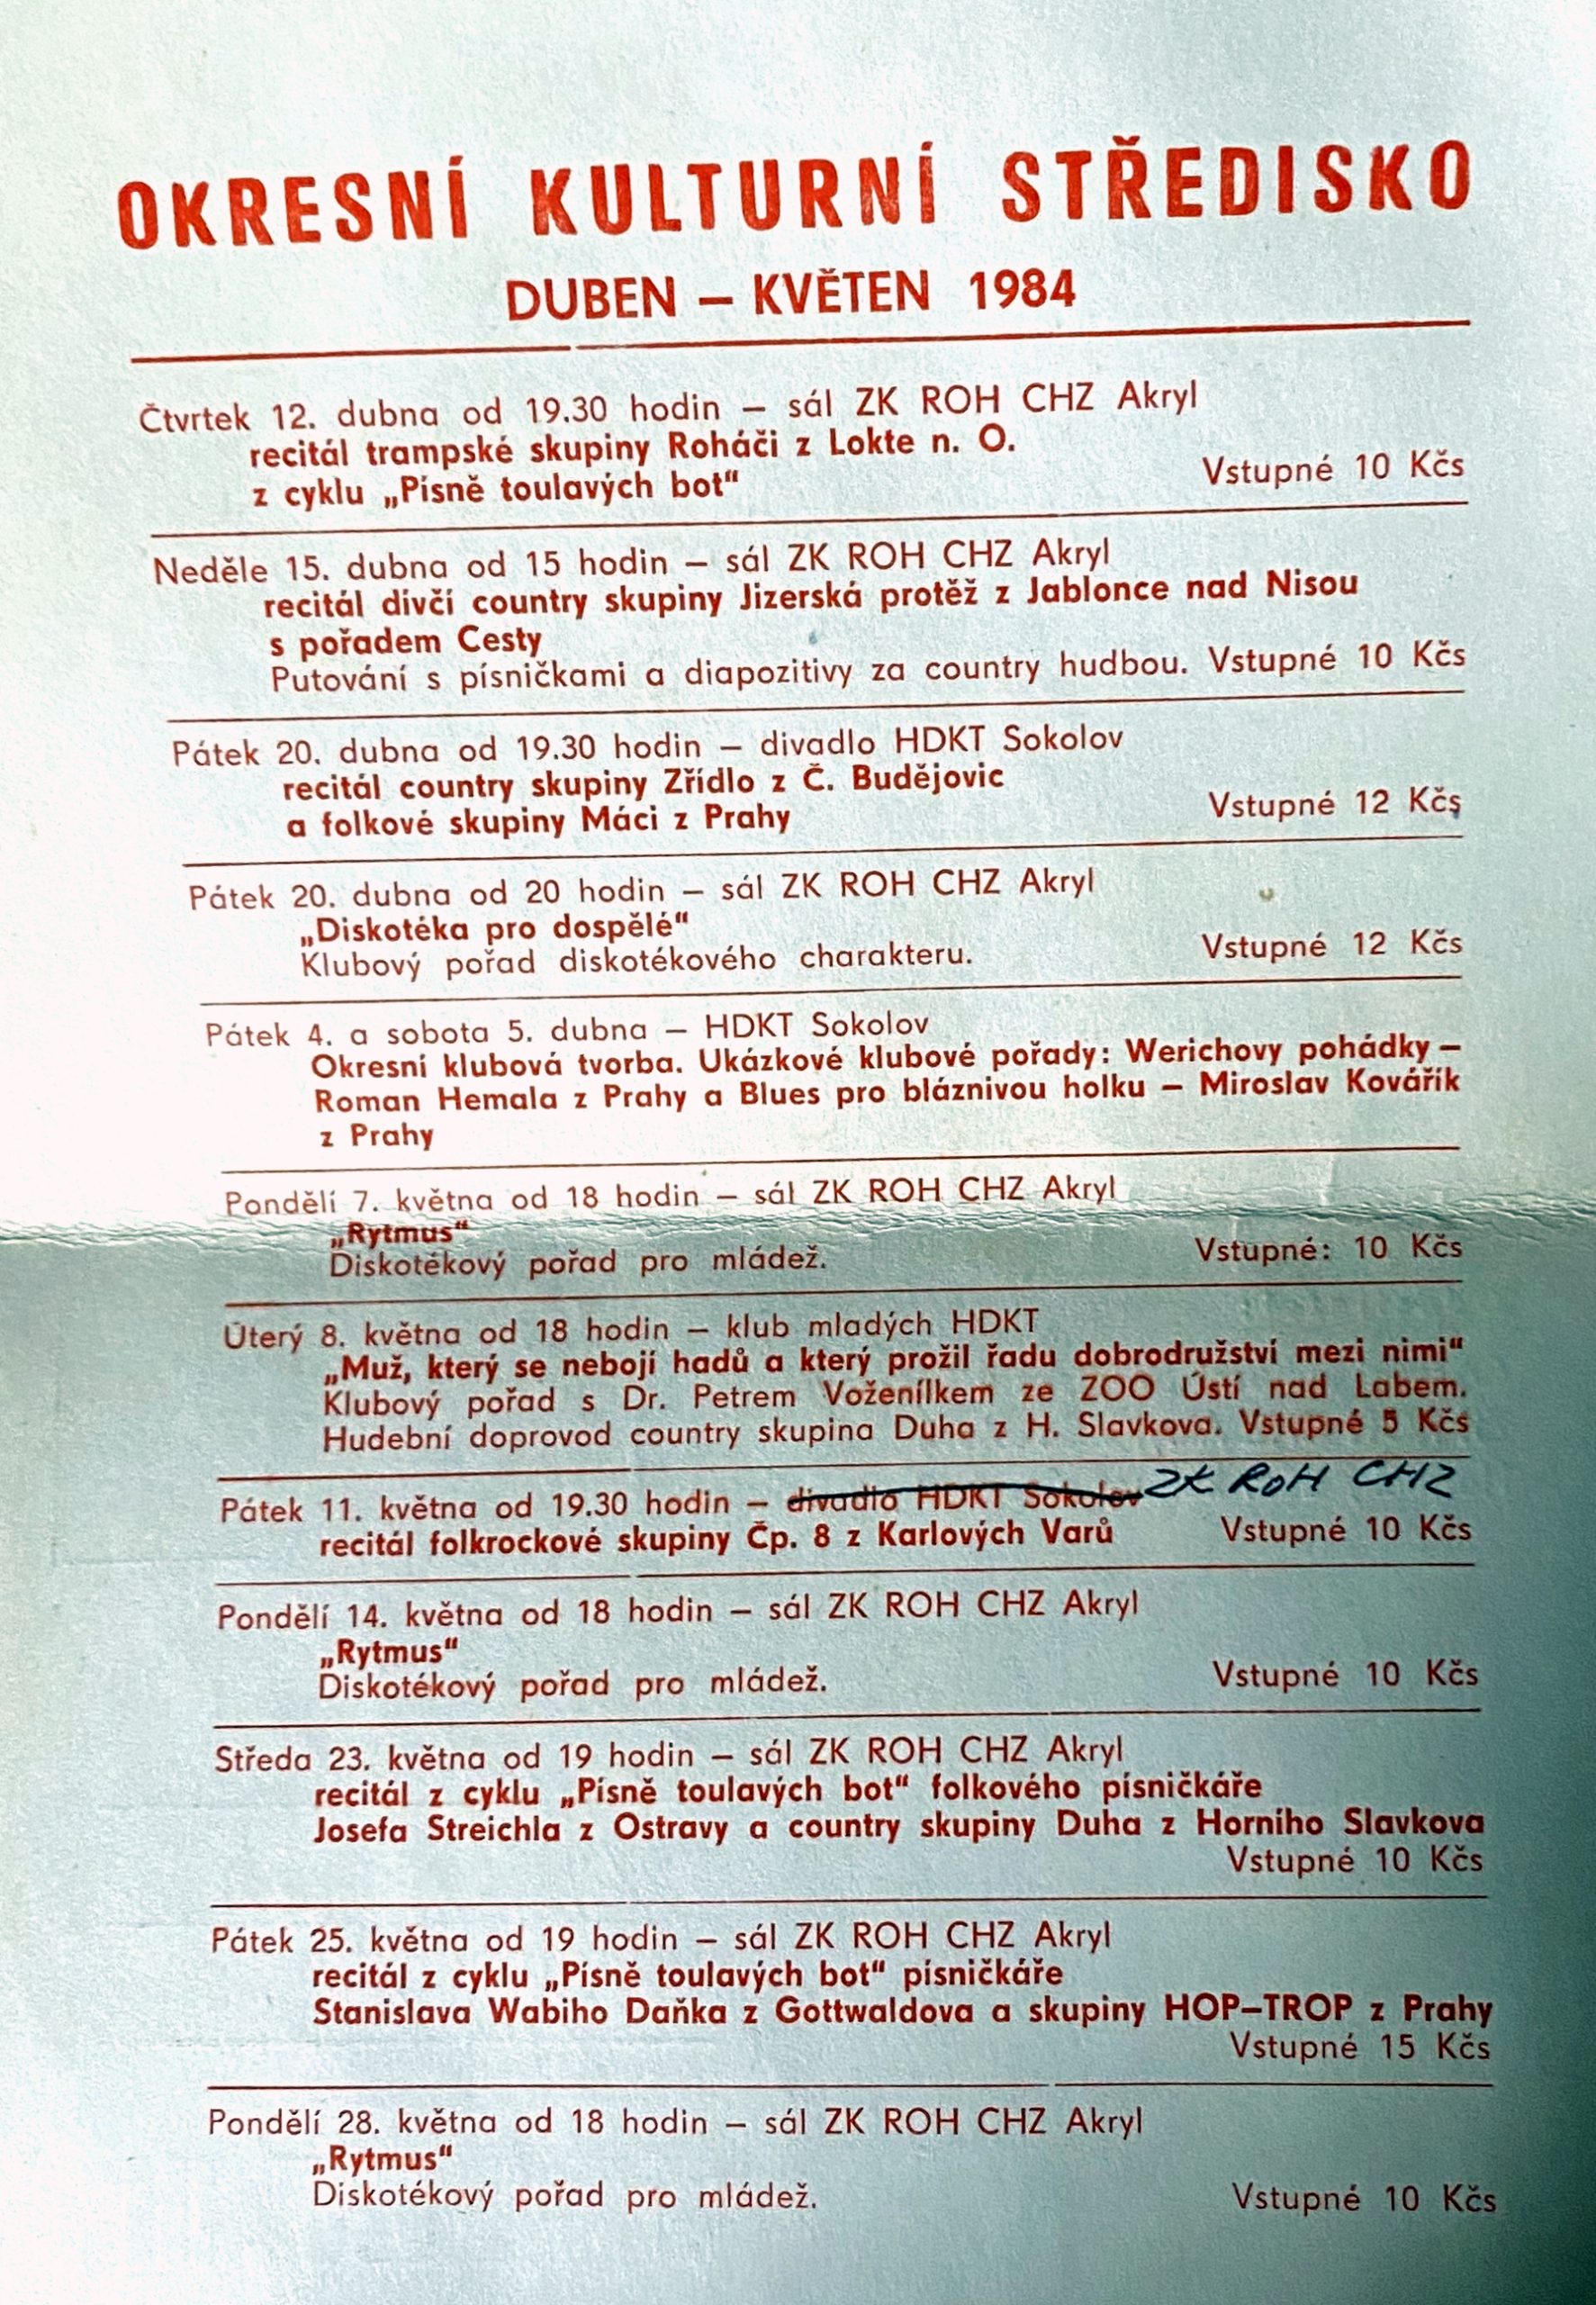 OKRESNÍ KULTURNÍ STŘEDISKO
DUBEN – KVĚTEN 1984
Čtvrtek 12. dubna od 19.30 hodin – sál ZK ROH CHZ Akryl
recitál trampské skupiny Roháči z Lokte n. O.
z cyklu „Písně toulavých bot“ Vstupné 10 Kčs
Neděle 15. dubna od 15 hodin – sál ZK ROH CHZ Akryl
recitál dívčí country skupiny Jizerská protěž z Jablonce nad Nisou
s pořadem Cesty
Putování s písničkami a diapozitivy za country hudbou. Vstupné 10 Kčs
Pátek 20. dubna od 19.30 hodin – divadlo HDKT Sokolov
recitál country skupiny Zřídlo z Č. Budějovic
a folkové skupiny Máci z Prahy Vstupné 12 Kčs
Pátek 20. dubna od 20 hodin – sál ZK ROH CHZ Akryl
„Diskotéka pro dospělé“
Klubový pořad diskotékového charakteru. Vstupné 12 Kčs
Pátek 4. a sobota 5. dubna – HDKT Sokolov
Okresní klubová tvorba. Ukázkové klubové pořady: Werichovy pohádky –
Roman Hemala z Prahy a Blues pro bláznivou holku – Miroslav Kovářík
z Prahy
Pondělí 7. května od 18 hodin – sál ZK ROH CHZ Akryl
„Rytmus“
Diskotékový pořad pro mládež. Vstupné: 10 Kčs
Úterý 8. května od 18 hodin – klub mladých HDKT
„Muž, který se nebojí hadů a který prožil řadu dobrodružství mezi nimi“
Klubový pořad s Dr. Petrem Voženílkem ze ZOO Ústí nad Labem.
Hudební doprovod country skupina Duha z H. Slavkova. Vstupné 5 Kčs
Pátek 11. května od 19.30 hodin – divadlo HDKT Sokolov ZK ROH CHZ
recitál folkrockové skupiny Čp. 8 z Karlových Varů Vstupné 10 Kčs
Pondělí 14. května od 18 hodin – sál ZK ROH CHZ Akryl
„Rytmus“
Diskotékový pořad pro mládež. Vstupné 10 Kčs
Středa 23. května od 19 hodin – sál ZK ROH CHZ Akryl
recitál z cyklu „Písně toulavých bot“ folkového písničkáře
Josefa Streichla z Ostravy a country skupiny Duha z Horního Slavkova
Vstupné 10 Kčs
Pátek 25. května od 19 hodin – sál ZK ROH CHZ Akryl
recitál z cyklu „Písně toulavých bot“ písničkáře
Stanislava Wabiho Daňka z Gottwaldova a skupiny HOP–TROP z Prahy
Vstupné 15 Kčs
Pondělí 28. května od 18 hodin – sál ZK ROH CHZ Akryl
„Rytmus“
Diskotékový pořad pro mládež. Vstupné 10 Kčs